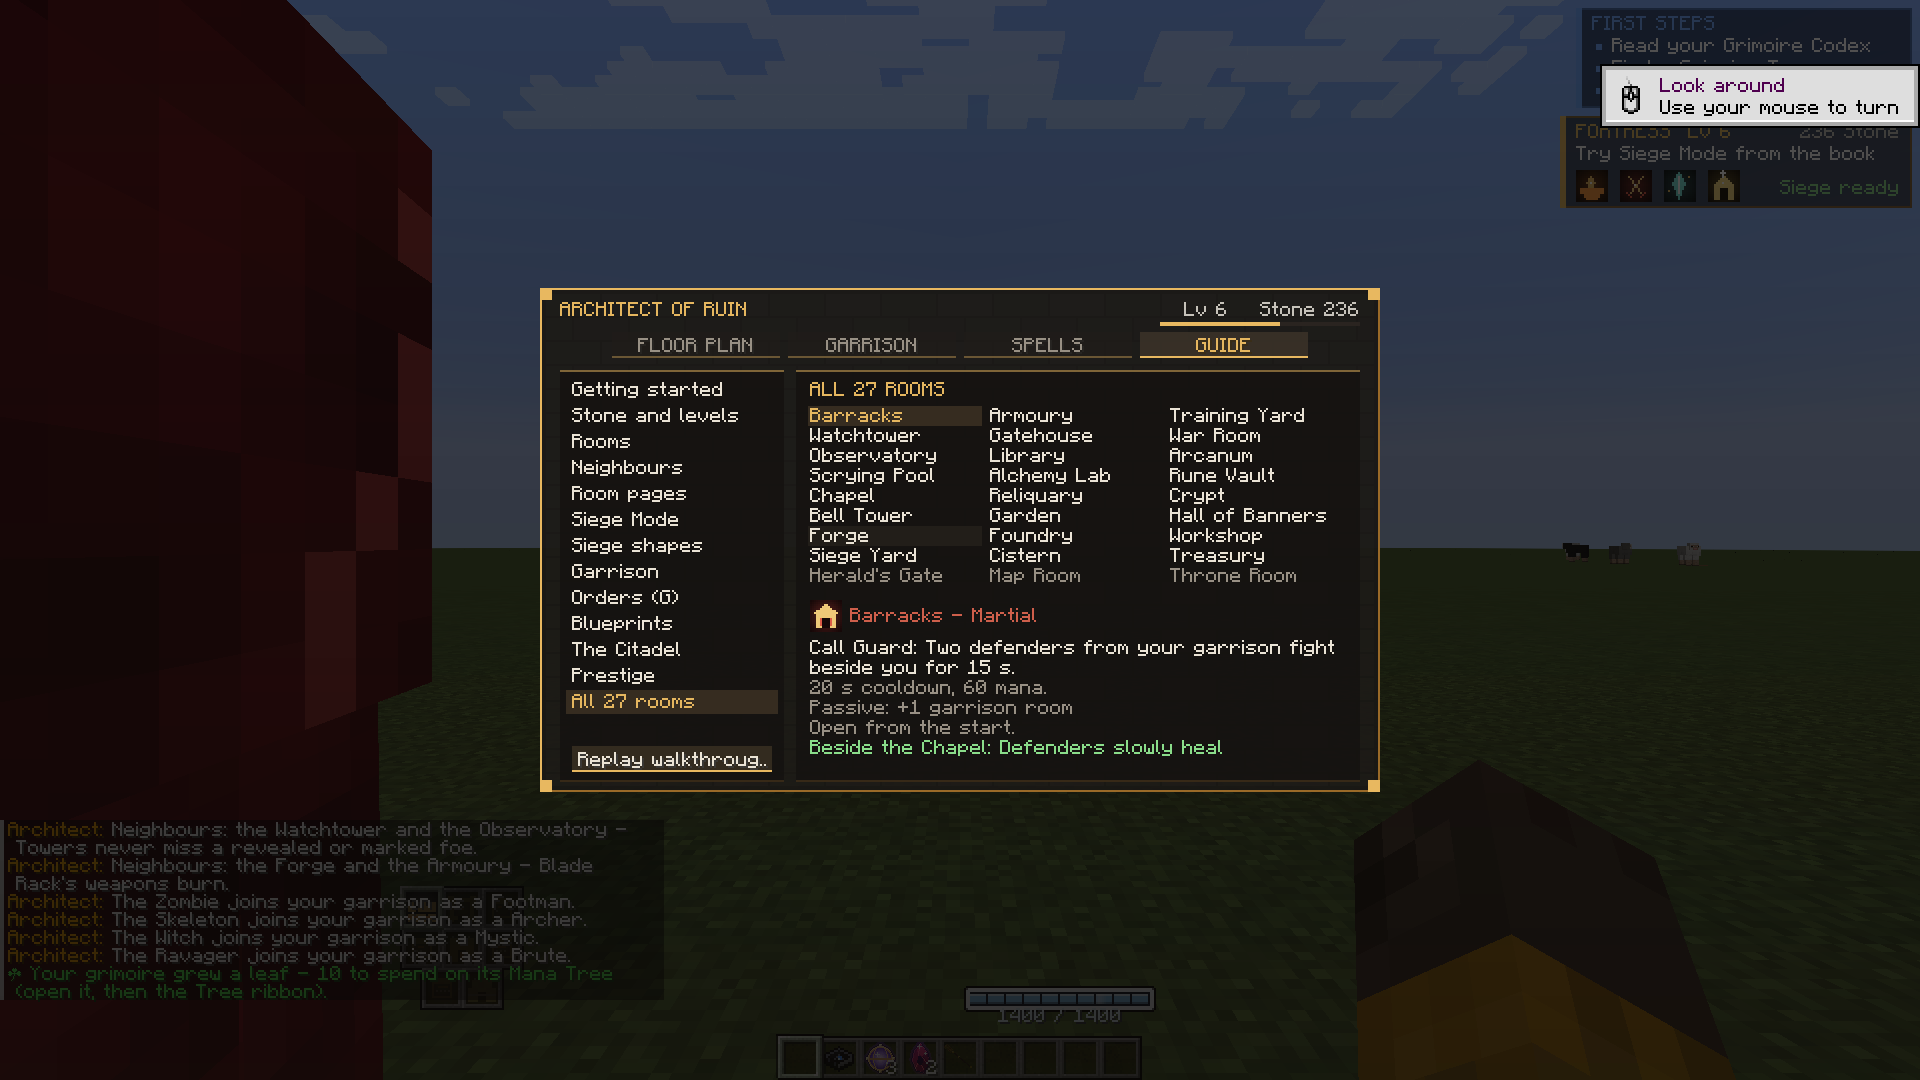 FIRST STEPS
Read your Grimoire Codex
Look around
Use your mouse to turn
FORTRESS Lv 6 236 Stone
Try Siege Mode from the book
Siege ready
ARCHITECT OF RUIN
Lv 6 Stone 236
FLOOR PLAN GARRISON SPELLS GUIDE
Getting started
Stone and levels
Rooms
Neighbours
Room pages
Siege Mode
Siege shapes
Garrison
Orders (G)
Blueprints
The Citadel
Prestige
All 27 rooms
Replay walkthroug..
ALL 27 ROOMS
Barracks Armoury Training Yard
Watchtower Gatehouse War Room
Observatory Library Arcanum
Scrying Pool Alchemy Lab Rune Vault
Chapel Reliquary Crypt
Bell Tower Garden Hall of Banners
Forge Foundry Workshop
Siege Yard Cistern Treasury
Herald's Gate Map Room Throne Room
Barracks - Martial
Call Guard: Two defenders from your garrison fight
beside you for 15 s.
20 s cooldown, 60 mana.
Passive: +1 garrison room
Open from the start.
Beside the Chapel: Defenders slowly heal
Architect: Neighbours: the Watchtower and the Observatory -
Towers never miss a revealed or marked foe.
Architect: Neighbours: the Forge and the Armoury - Blade
Rack's weapons burn.
Architect: The Zombie joins your garrison as a Footman.
Architect: The Skeleton joins your garrison as a Archer.
Architect: The Witch joins your garrison as a Mystic.
Architect: The Ravager joins your garrison as a Brute.
Your grimoire grew a leaf - 10 to spend on its Mana Tree
(open it, then the Tree ribbon).
1400 / 1400
3 2